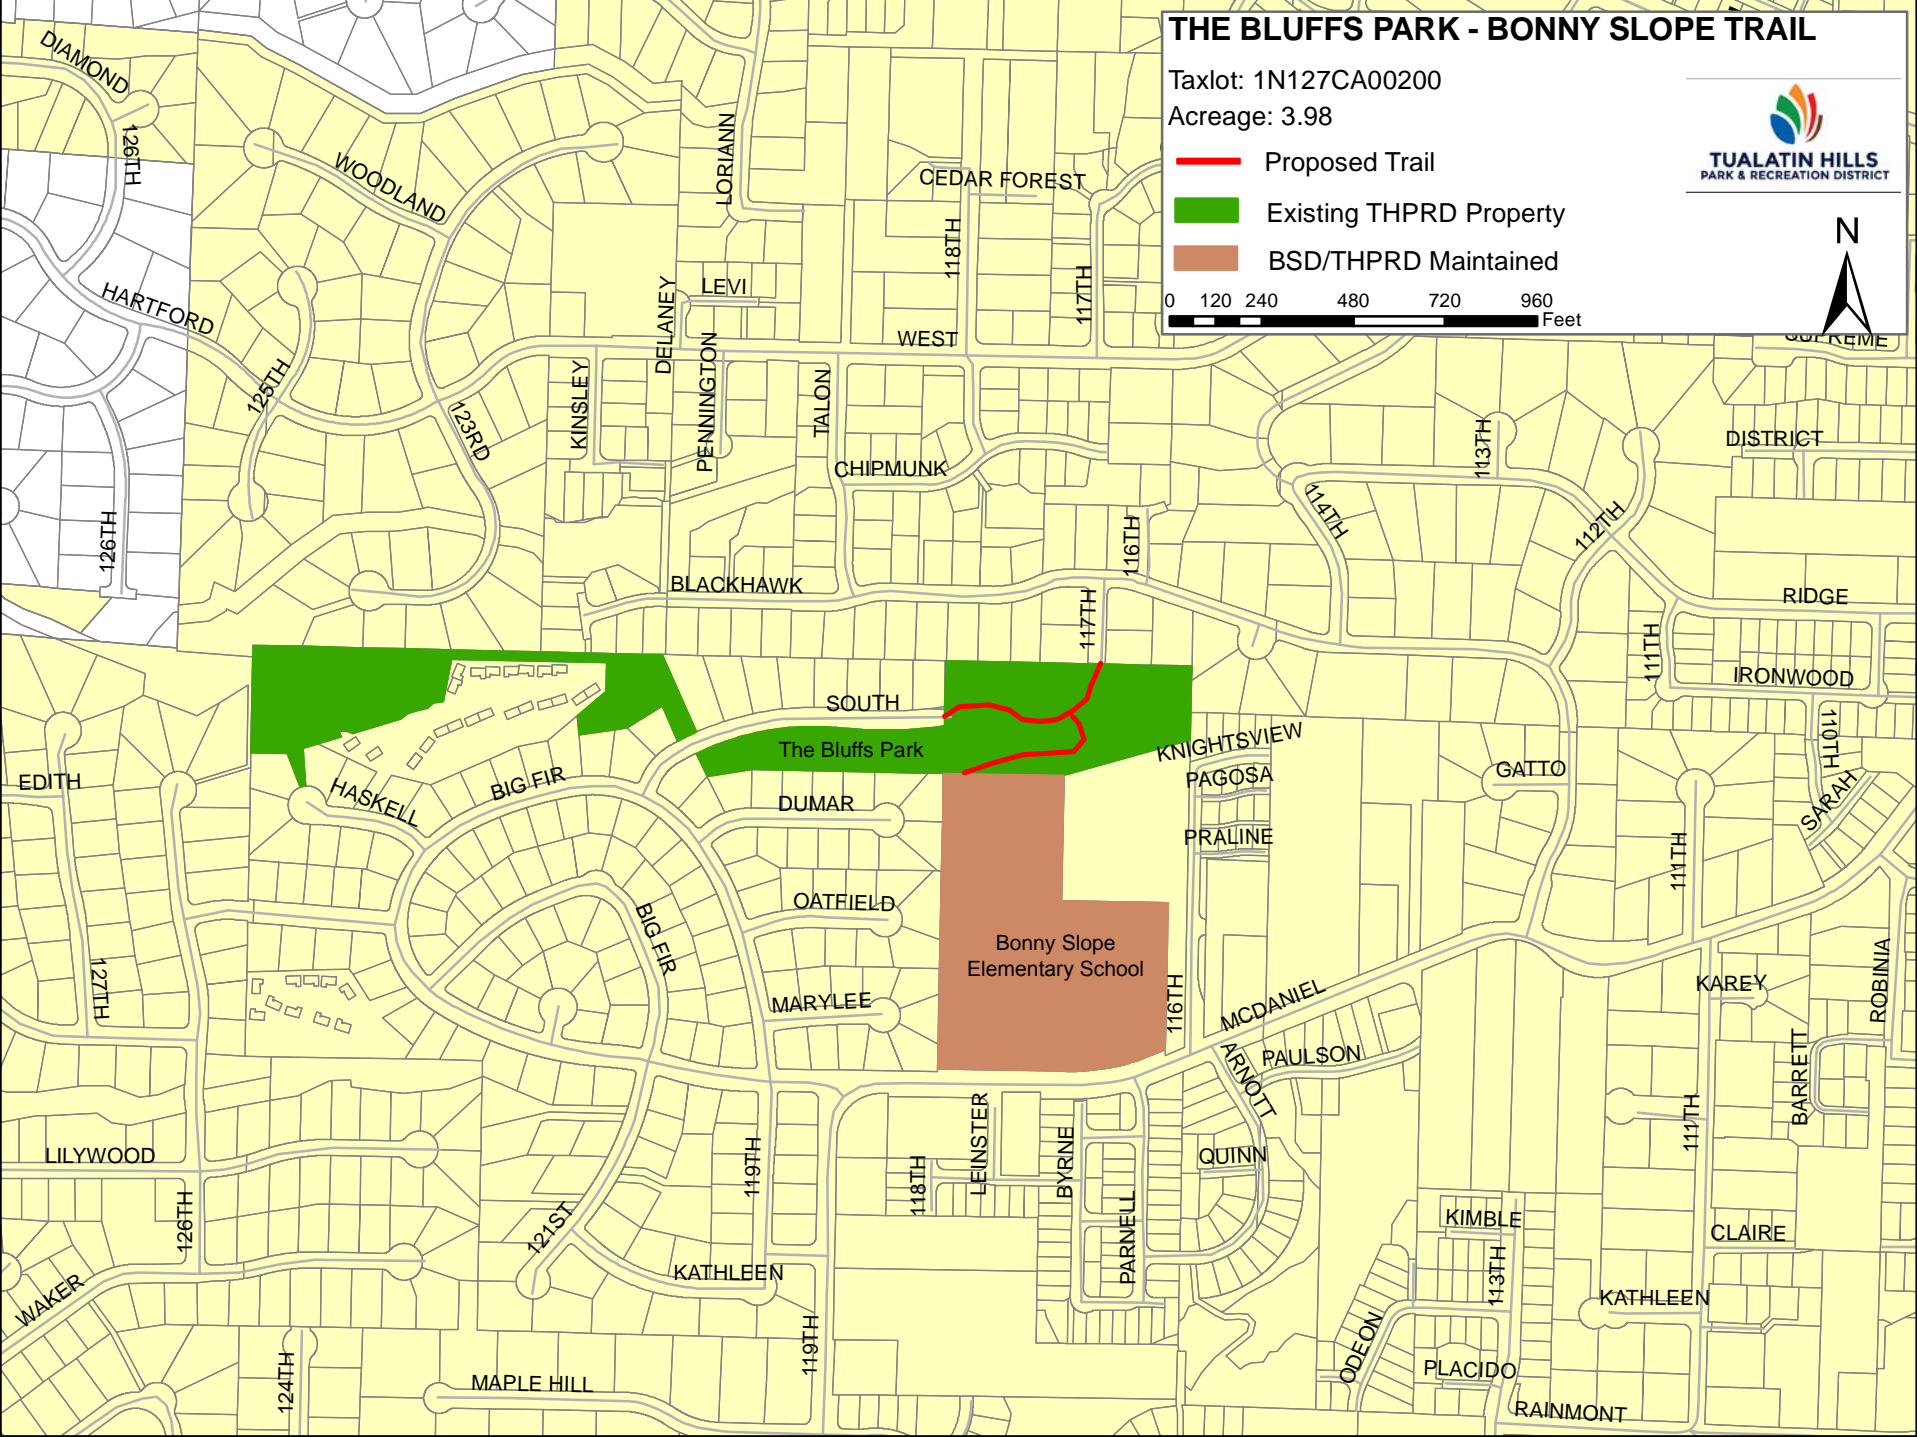 THE BLUFFS PARK - BONNY SLOPE TRAIL
Taxlot: 1N127CA00200
Acreage: 3.98
Proposed Trail
Existing THPRD Property
BSD/THPRD Maintained
0 120 240 480 720 960
Feet
TUALATIN HILLS
PARK & RECREATION DISTRICT
N
DIAMOND
126TH
WOODLAND
LORIANN
CEDAR FOREST
118TH
117TH
HARTFORD
LEVI
DELANEY
WEST
SUPREME
125TH
123RD
KINSLEY
PENNINGTON
TALON
CHIPMUNK
113TH
DISTRICT
114TH
112TH
126TH
116TH
BLACKHAWK
117TH
RIDGE
111TH
IRONWOOD
SOUTH
The Bluffs Park
KNIGHTSVIEW
110TH
EDITH
HASKELL
BIG FIR
DUMAR
PAGOSA
GATTO
SARAH
PRALINE
111TH
OATFIELD
BIG FIR
Bonny Slope
Elementary School
127TH
MARYLEE
116TH
MCDANIEL
KAREY
ROBINIA
ARNOTT
PAULSON
BARRETT
LEINSTER
BYRNE
111TH
LILYWOOD
119TH
118TH
QUINN
126TH
121ST
PARNELL
KIMBLE
CLAIRE
KATHLEEN
113TH
WAKER
KATHLEEN
119TH
ODEON
124TH
MAPLE HILL
PLACIDO
RAINMONT